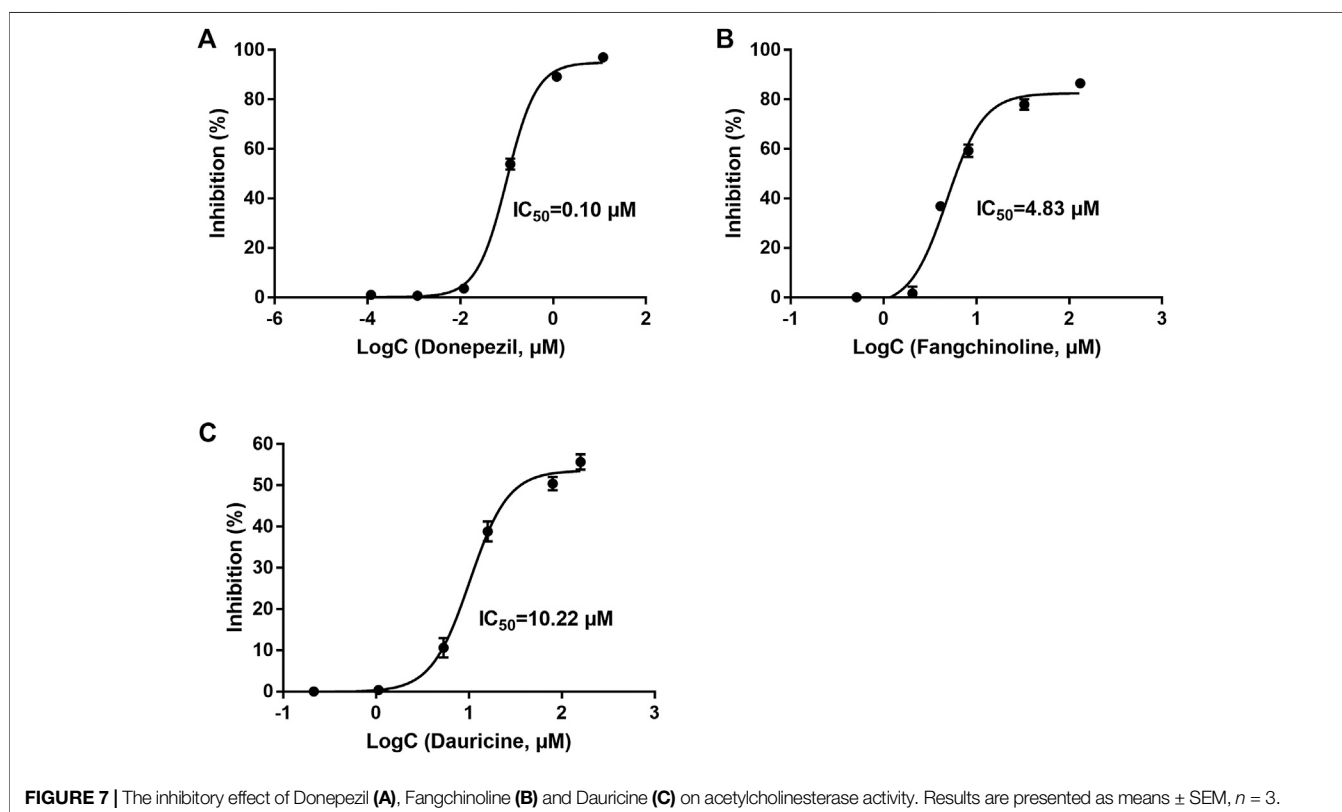 A
100
80
60
40
20
0
Inhibition (%)
IC50=0.10 µM
-6 -4 -2 0 2
LogC (Donepezil, µM)
B
100
80
60
40
20
0
Inhibition (%)
IC50=4.83 µM
-1 0 1 2 3
LogC (Fangchinoline, µM)
C
60
50
40
30
20
10
0
Inhibition (%)
IC50=10.22 µM
-1 0 1 2 3
LogC (Dauricine, µM)
FIGURE 7 | The inhibitory effect of Donepezil (A), Fangchinoline (B) and Dauricine (C) on acetylcholinesterase activity. Results are presented as means ± SEM, n = 3.